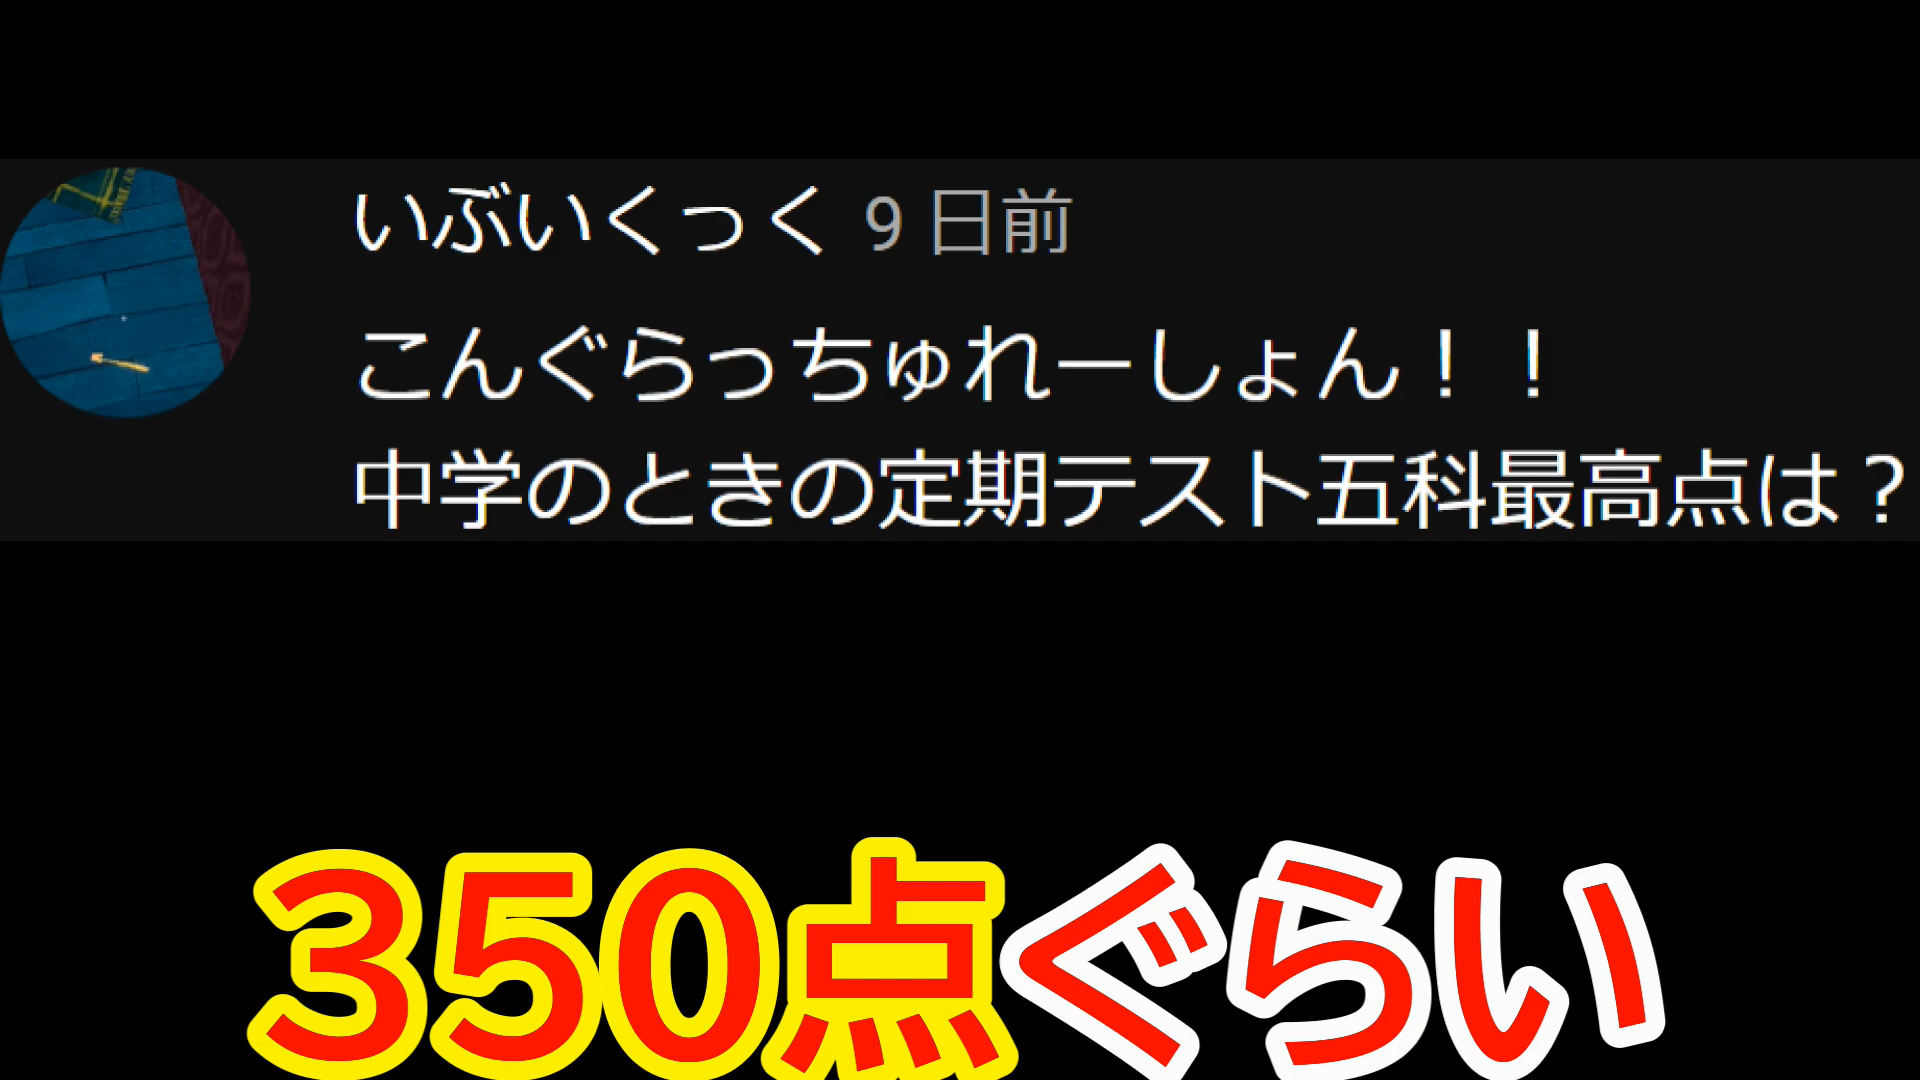 いぶいくっく 9 日前
こんぐらっちゅれーしょん！！
中学のときの定期テスト五科最高点は？
350点ぐらい